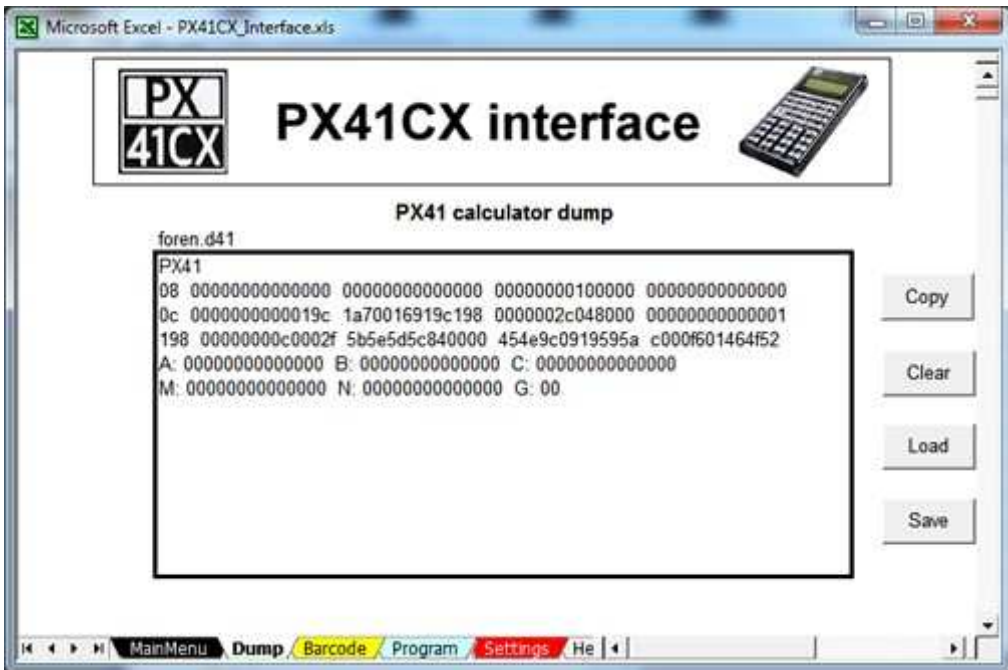 Microsoft Excel - PX41CX_Interface.xls
PX
41CX
PX41CX interface
PX41 calculator dump
foren.d41
PX41
08 00000000000000 00000000000000 00000000100000 00000000000000
0c 0000000000019c 1a70016919c198 0000002c048000 00000000000001
198 00000000c0002f 5b5e5d5c840000 454e9c0919595a c000f601464f52
A: 00000000000000 B: 00000000000000 C: 00000000000000
M: 00000000000000 N: 00000000000000 G: 00
Copy
Clear
Load
Save
MainMenu Dump Barcode Program Settings He